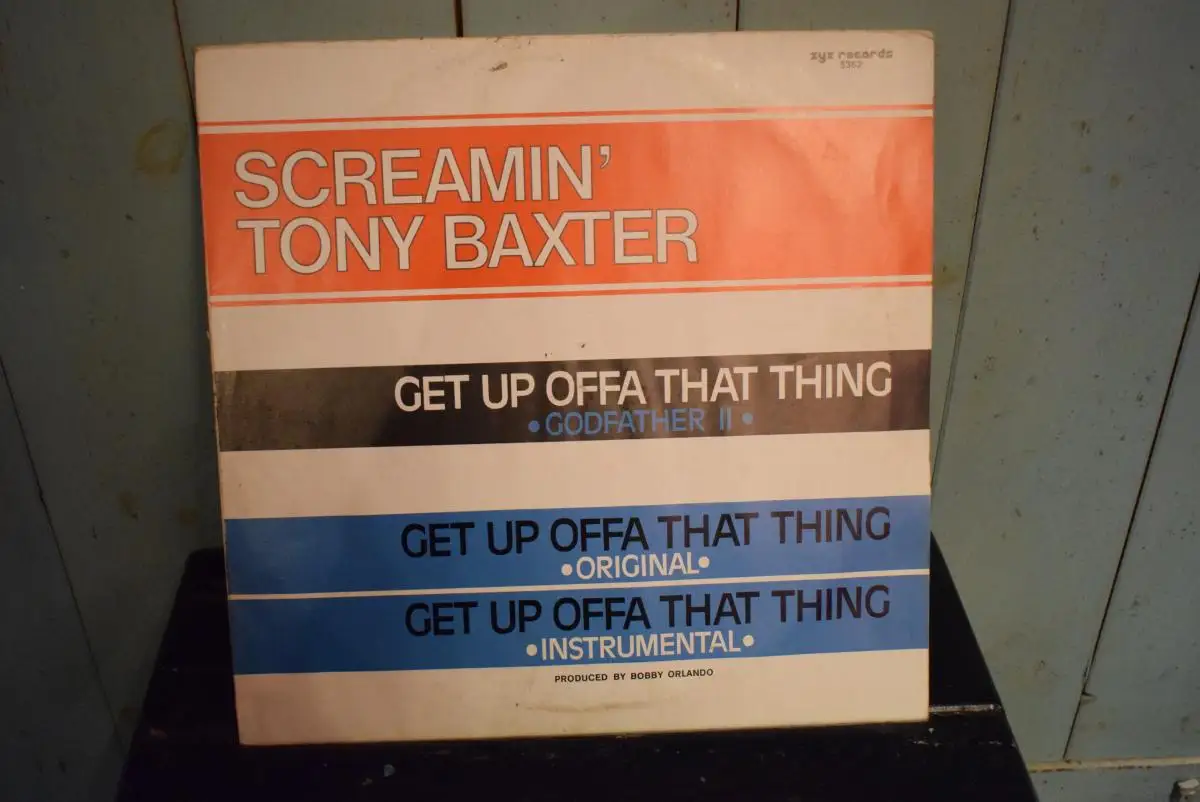 zyx records
5362
SCREAMIN'
TONY BAXTER
GET UP OFFA THAT THING
• GODFATHER II •
GET UP OFFA THAT THING
•ORIGINAL•
GET UP OFFA THAT THING
•INSTRUMENTAL•
PRODUCED BY BOBBY ORLANDO